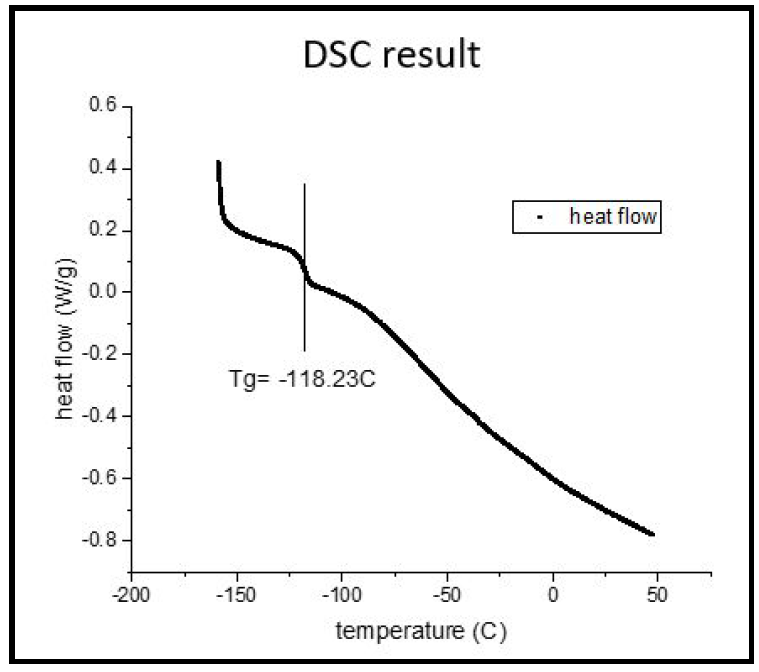 DSC result
0.6
0.4
0.2
0.0
-0.2
-0.4
-0.6
-0.8
heat flow (W/g)
heat flow
Tg= -118.23C
-200 -150 -100 -50 0 50
temperature (C)